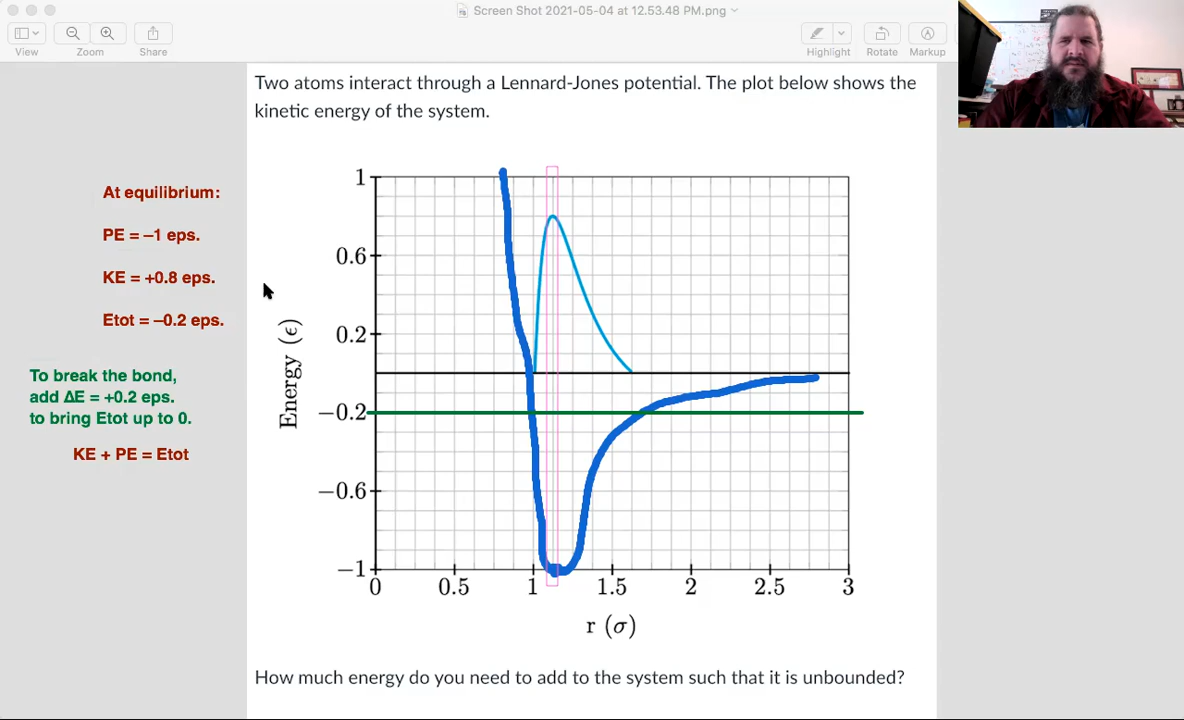 Screen Shot 2021-05-04 at 12.53.48 PM.png
View
Zoom
Share
Highlight
Rotate
Markup
Two atoms interact through a Lennard-Jones potential. The plot below shows the
kinetic energy of the system.
At equilibrium:
PE = –1 eps.
KE = +0.8 eps.
Etot = –0.2 eps.
To break the bond,
add ΔE = +0.2 eps.
to bring Etot up to 0.
KE + PE = Etot
Energy (ϵ)
1
0.6
0.2
−0.2
−0.6
−1
0 0.5 1 1.5 2 2.5 3
r (σ)
How much energy do you need to add to the system such that it is unbounded?